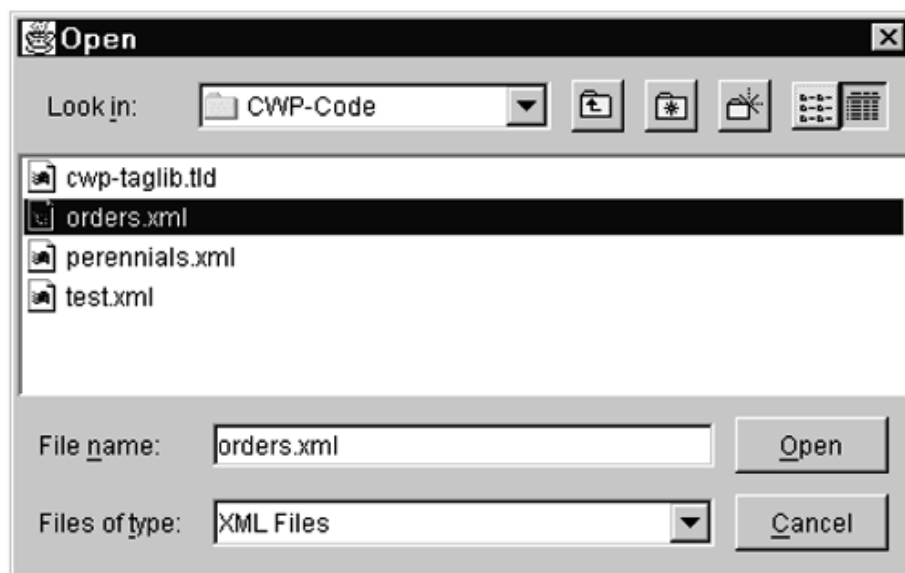 Open
Look in: CWP-Code
cwp-taglib.tld
orders.xml
perennials.xml
test.xml
File name: orders.xml Open
Files of type: XML Files Cancel